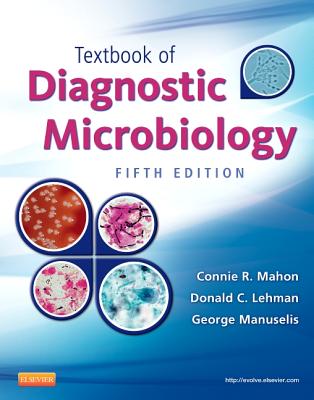 Textbook of
Diagnostic
Microbiology
FIFTH EDITION
Connie R. Mahon
Donald C. Lehman
George Manuselis
ELSEVIER
http://evolve.elsevier.com